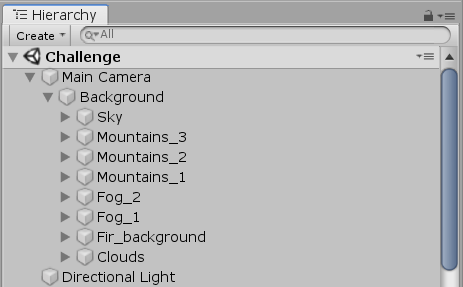 Hierarchy
Create All
Challenge
Main Camera
Background
Sky
Mountains_3
Mountains_2
Mountains_1
Fog_2
Fog_1
Fir_background
Clouds
Directional Light